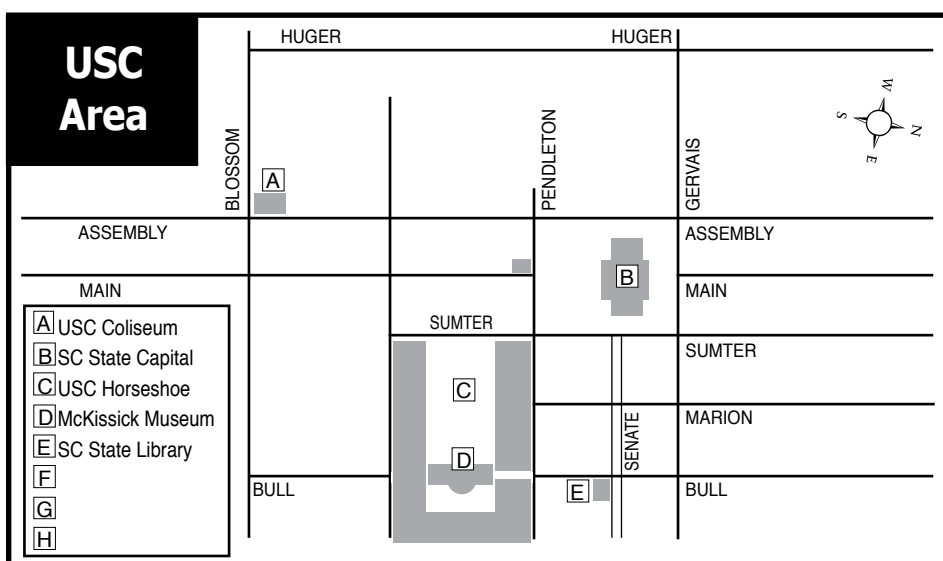 USC
Area
HUGER
HUGER
BLOSSOM
PENDLETON
GERVAIS
W
S
N
E
A
ASSEMBLY
ASSEMBLY
B
MAIN
MAIN
SUMTER
SUMTER
C
MARION
SENATE
D
BULL
E
BULL
A USC Coliseum
B SC State Capital
C USC Horseshoe
D McKissick Museum
E SC State Library
F
G
H